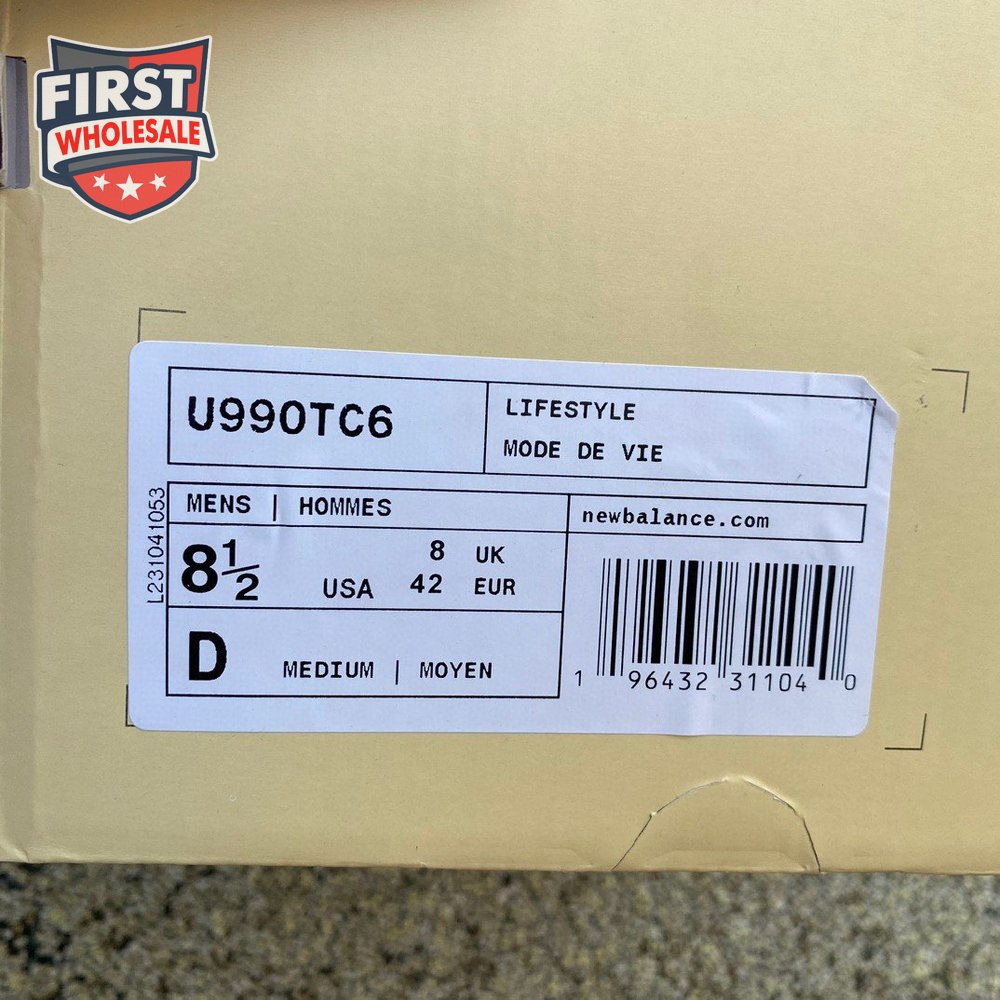 FIRST
WHOLESALE
U990TC6
LIFESTYLE
MODE DE VIE
L231041053
MENS | HOMMES
newbalance.com
8½ USA
8 UK
42 EUR
D MEDIUM | MOYEN
1 96432 31104 0